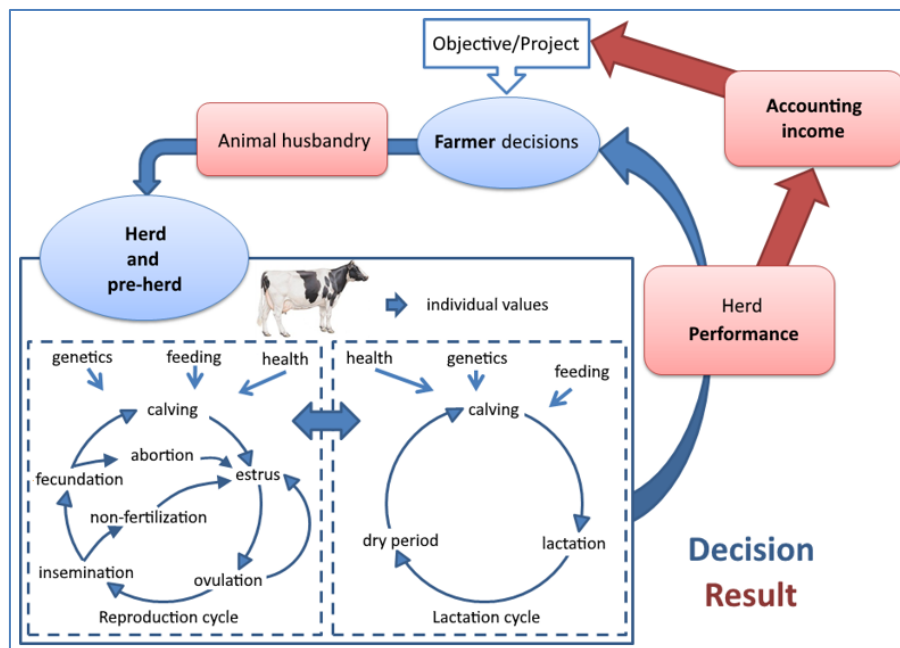 Objective/Project
Accounting
income
Animal husbandry
Farmer decisions
Herd
and
pre-herd
individual values
Herd
Performance
genetics
feeding
health
calving
abortion
estrus
fecundation
non-fertilization
insemination
ovulation
Reproduction cycle
health
genetics
feeding
calving
dry period
lactation
Lactation cycle
Decision
Result